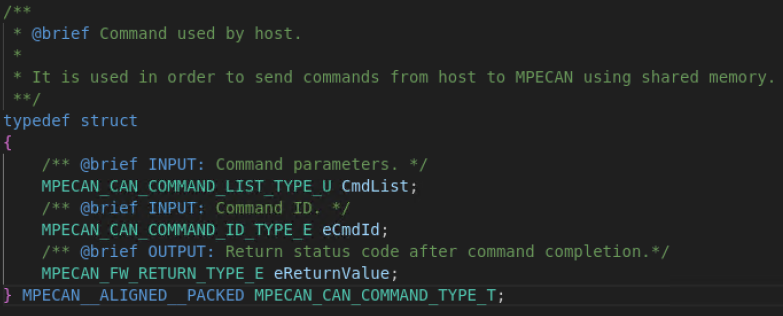 /**
 * @brief Command used by host.
 *
 * It is used in order to send commands from host to MPECAN using shared memory.
 **/
typedef struct
{
    /** @brief INPUT: Command parameters. */
    MPECAN_CAN_COMMAND_LIST_TYPE_U CmdList;
    /** @brief INPUT: Command ID. */
    MPECAN_CAN_COMMAND_ID_TYPE_E eCmdId;
    /** @brief OUTPUT: Return status code after command completion.*/
    MPECAN_FW_RETURN_TYPE_E eReturnValue;
} MPECAN__ALIGNED__PACKED MPECAN_CAN_COMMAND_TYPE_T;